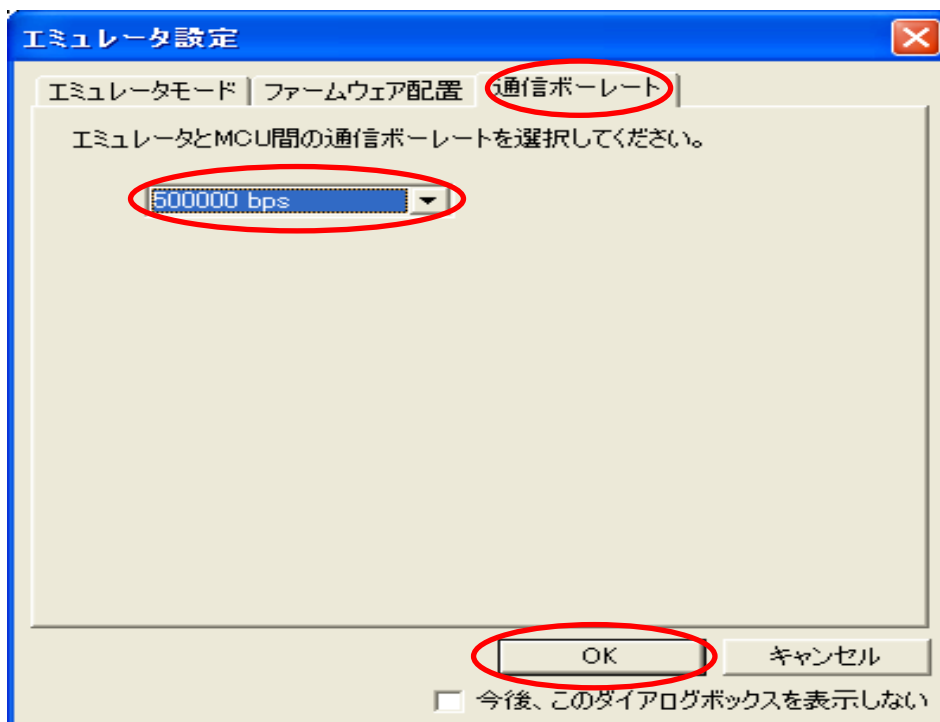 エミュレータ設定
エミュレータモード ファームウェア配置 通信ボーレート
エミュレータとMCU間の通信ボーレートを選択してください。
500000 bps
OK キャンセル
今後、このダイアログボックスを表示しない